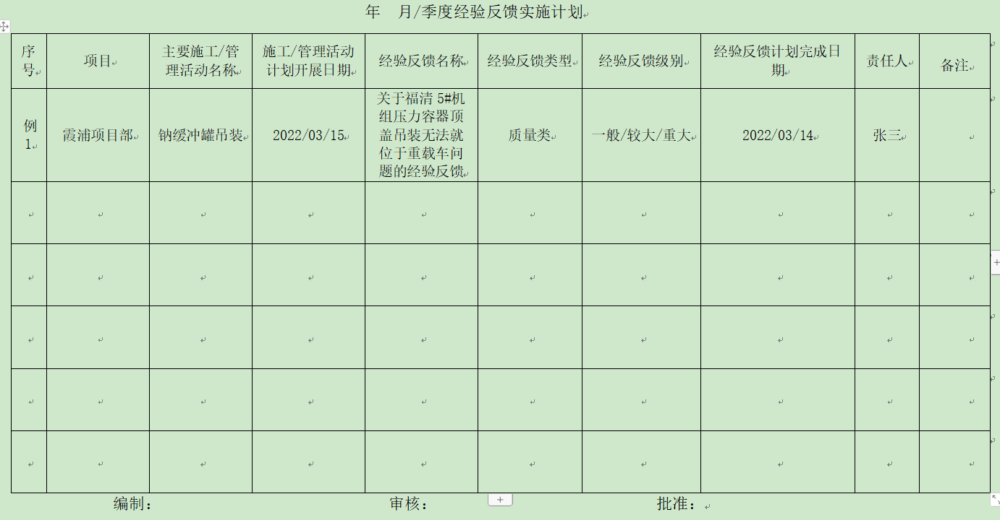 年 月/季度经验反馈实施计划
序号
项目
主要施工/管
理活动名称
施工/管理活动
计划开展日期
经验反馈名称
经验反馈类型
经验反馈级别
经验反馈计划完成日
期
责任人
备注
例
1
霞浦项目部
钠缓冲罐吊装
2022/03/15
关于福清 5#机
组压力容器顶
盖吊装无法就
位于重载车问
题的经验反馈
质量类
一般/较大/重大
2022/03/14
张三
编制： 审核： 批准：